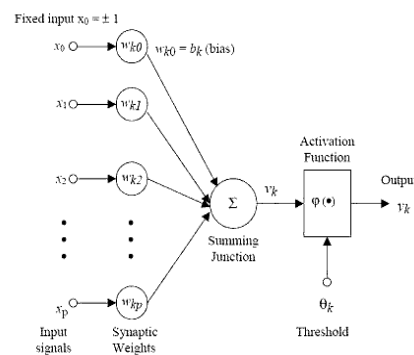 Fixed input x0 = ± 1
x0
wk0
wk0 = bk (bias)
x1
wk1
Activation
Function
x2
wk2
Σ
vk
φ (•)
Output
vk
Summing
Junction
xp
wkp
θk
Input
signals
Synaptic
Weights
Threshold